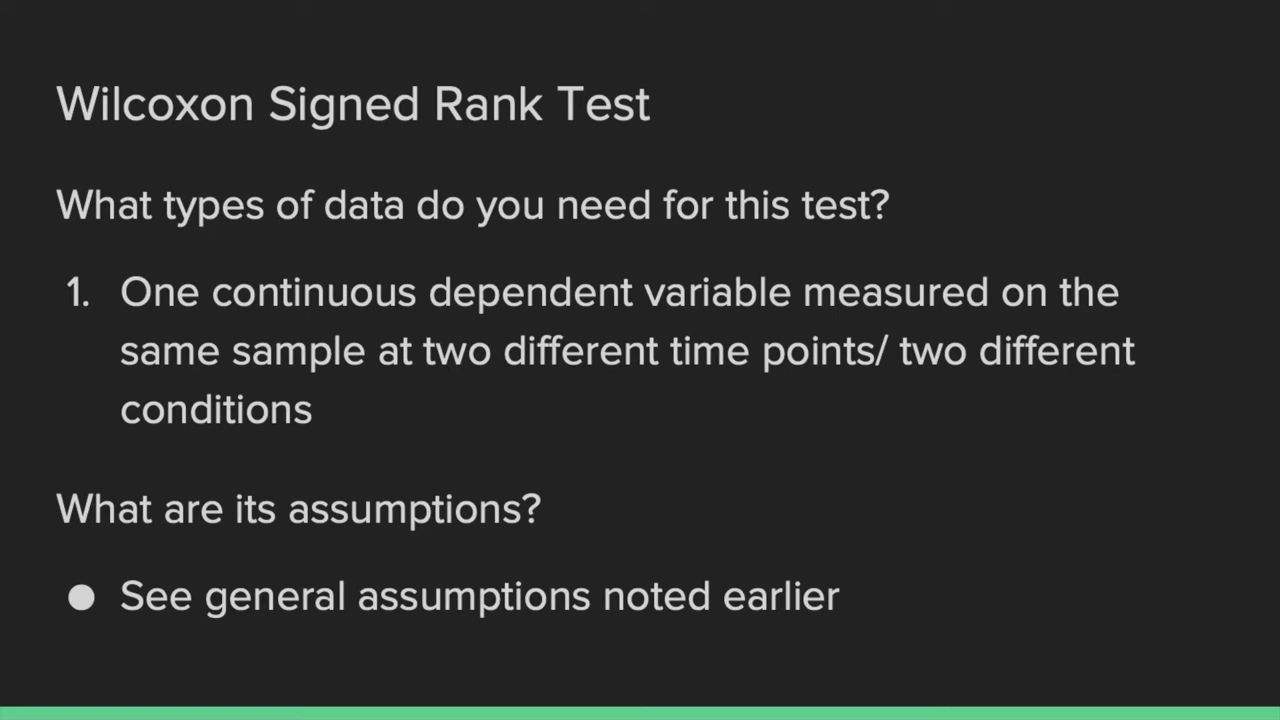 Wilcoxon Signed Rank Test
What types of data do you need for this test?
1. One continuous dependent variable measured on the
same sample at two different time points/ two different
conditions
What are its assumptions?
● See general assumptions noted earlier